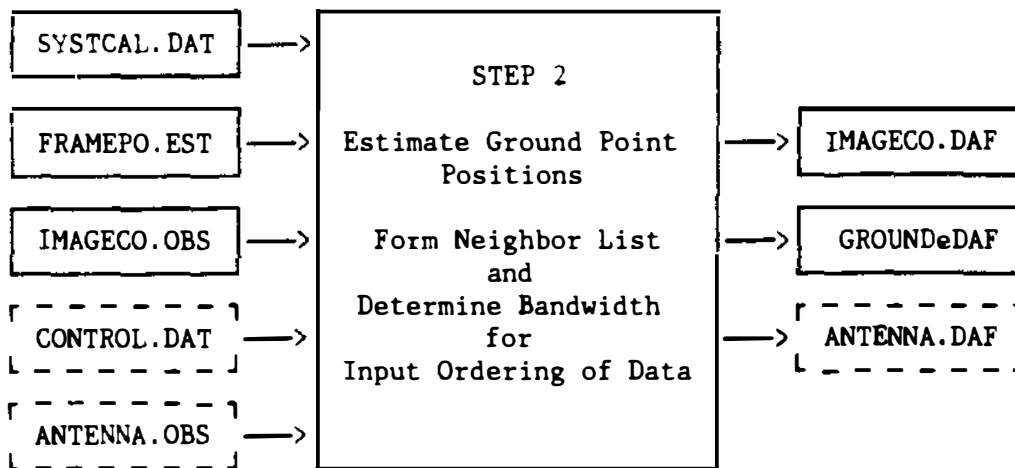 SYSTCAL.DAT
FRAMEPO.EST
IMAGECO.OBS
CONTROL.DAT
ANTENNA.OBS
STEP 2
Estimate Ground Point
Positions
Form Neighbor List
and
Determine Bandwidth
for
Input Ordering of Data
IMAGECO.DAF
GROUNDeDAF
ANTENNA.DAF